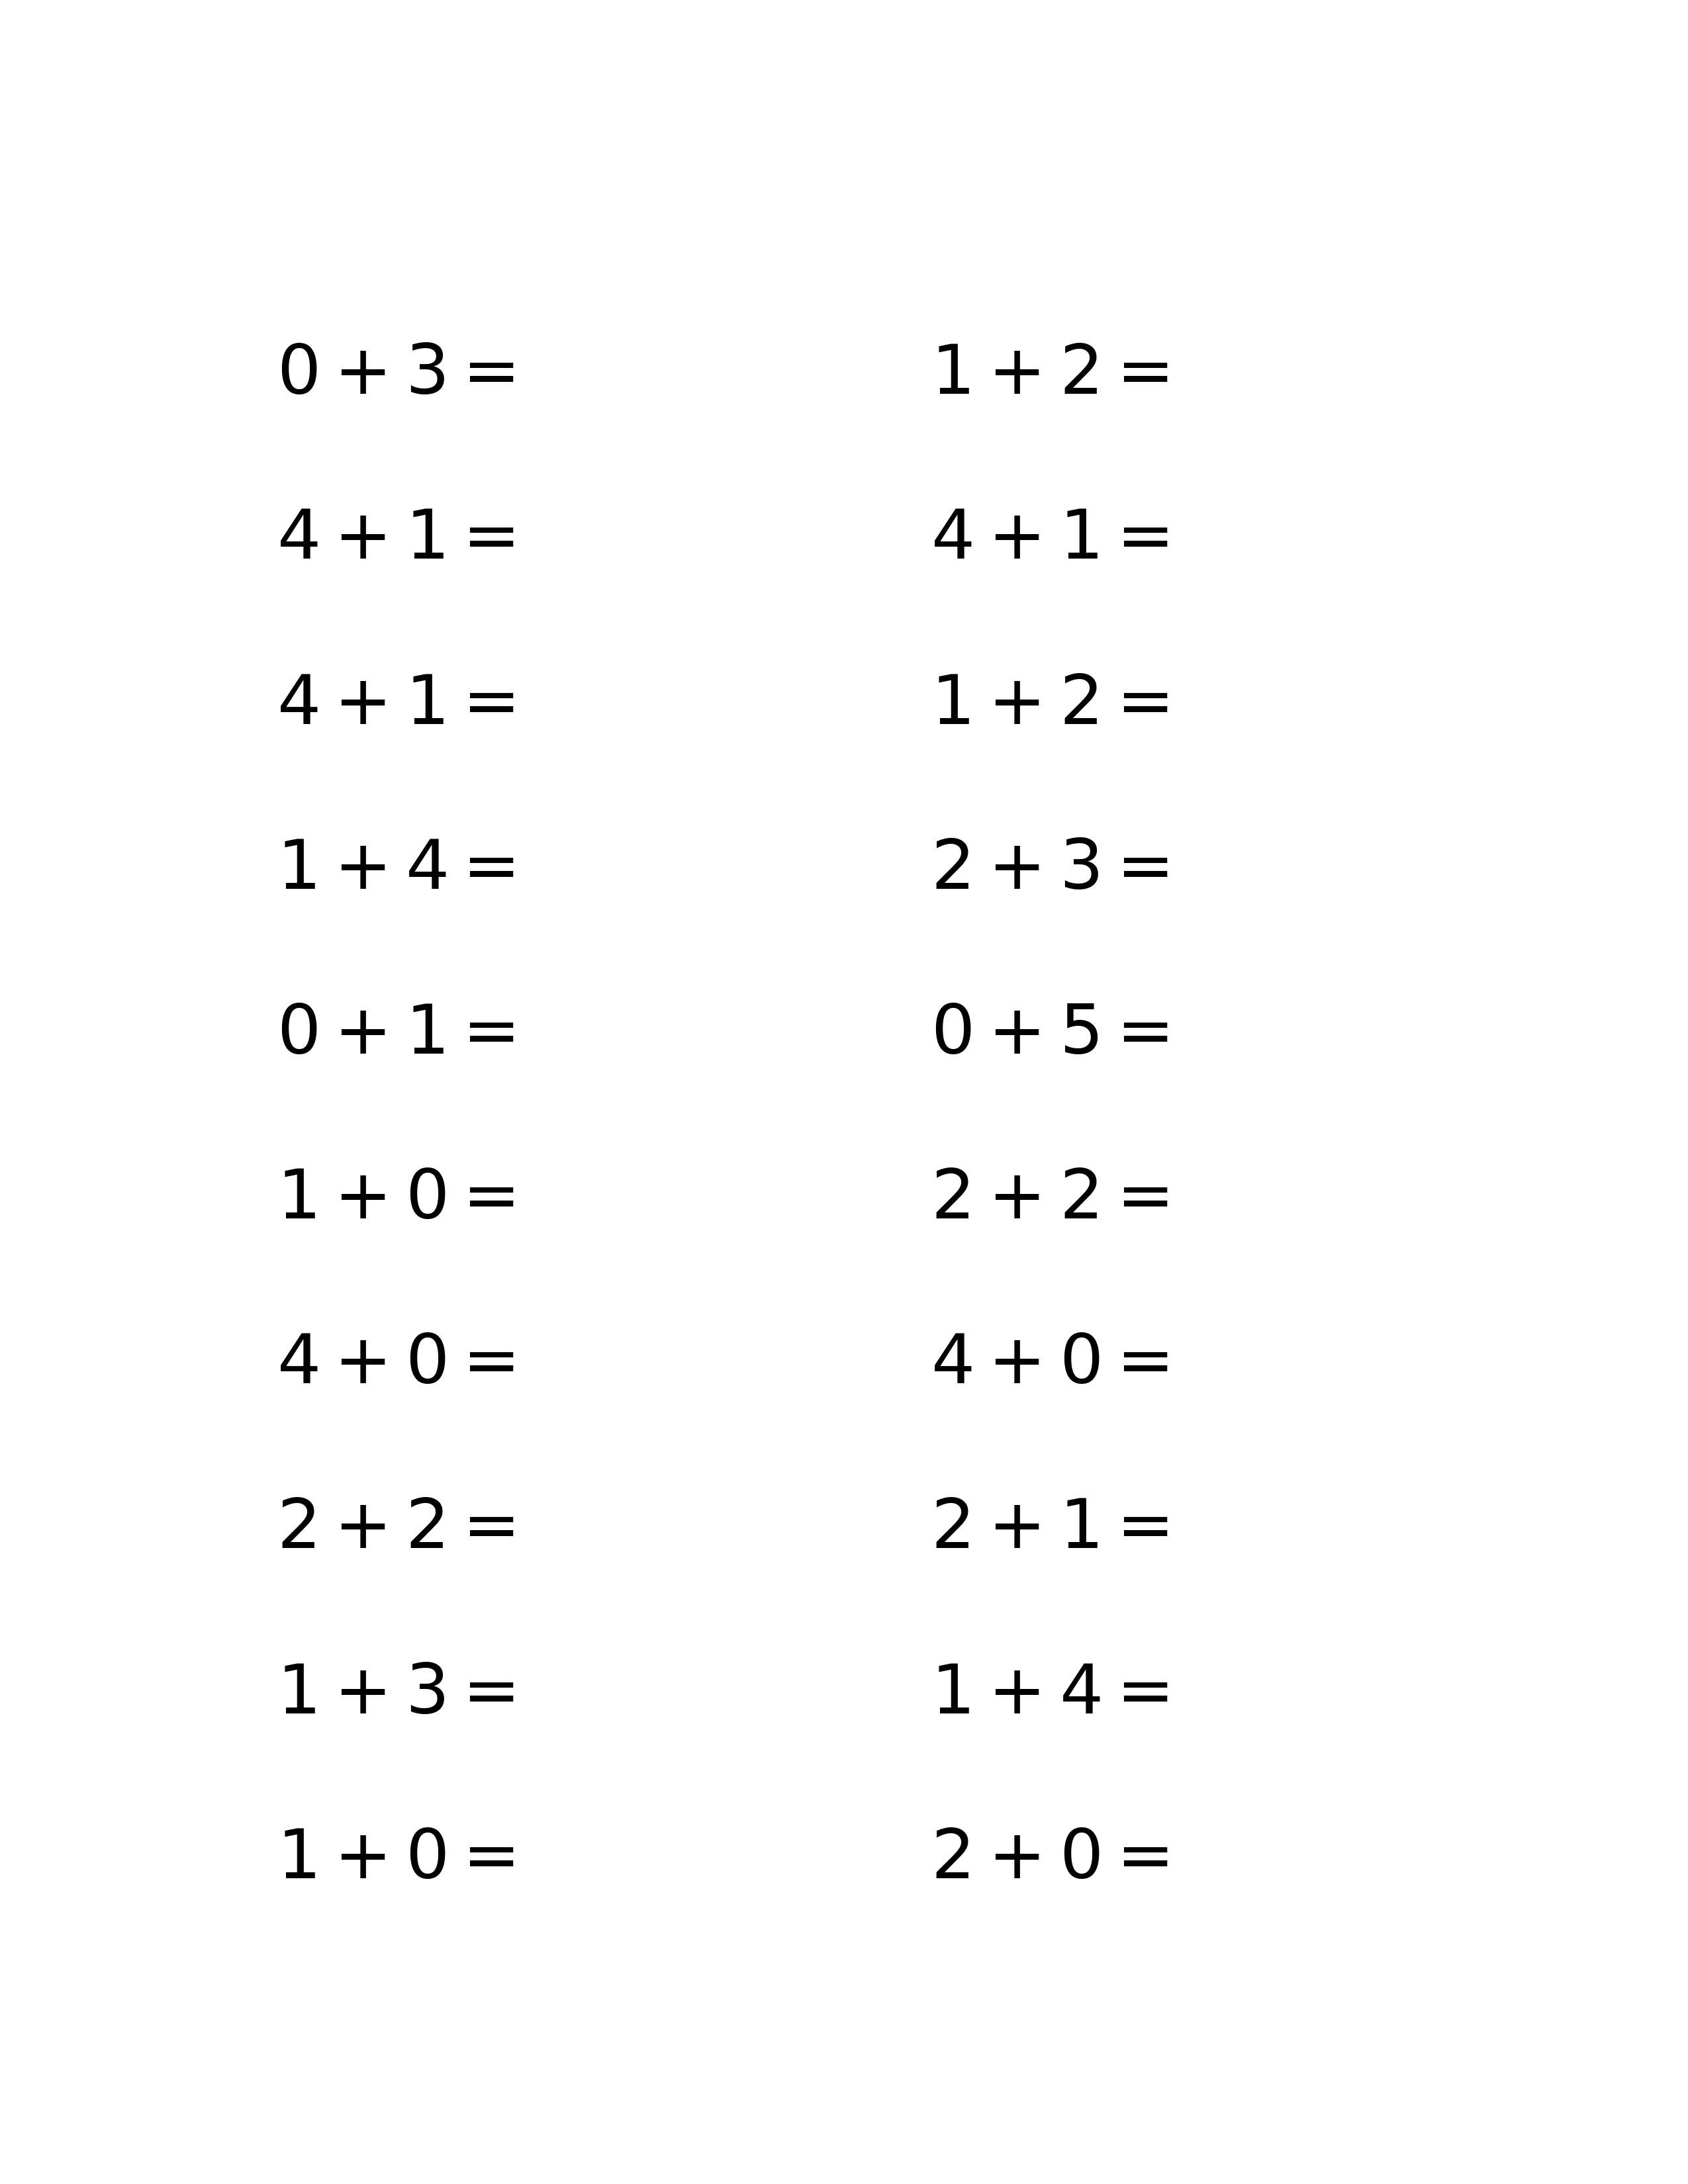 0 + 3 = 1 + 2 =
4 + 1 = 4 + 1 =
4 + 1 = 1 + 2 =
1 + 4 = 2 + 3 =
0 + 1 = 0 + 5 =
1 + 0 = 2 + 2 =
4 + 0 = 4 + 0 =
2 + 2 = 2 + 1 =
1 + 3 = 1 + 4 =
1 + 0 = 2 + 0 =